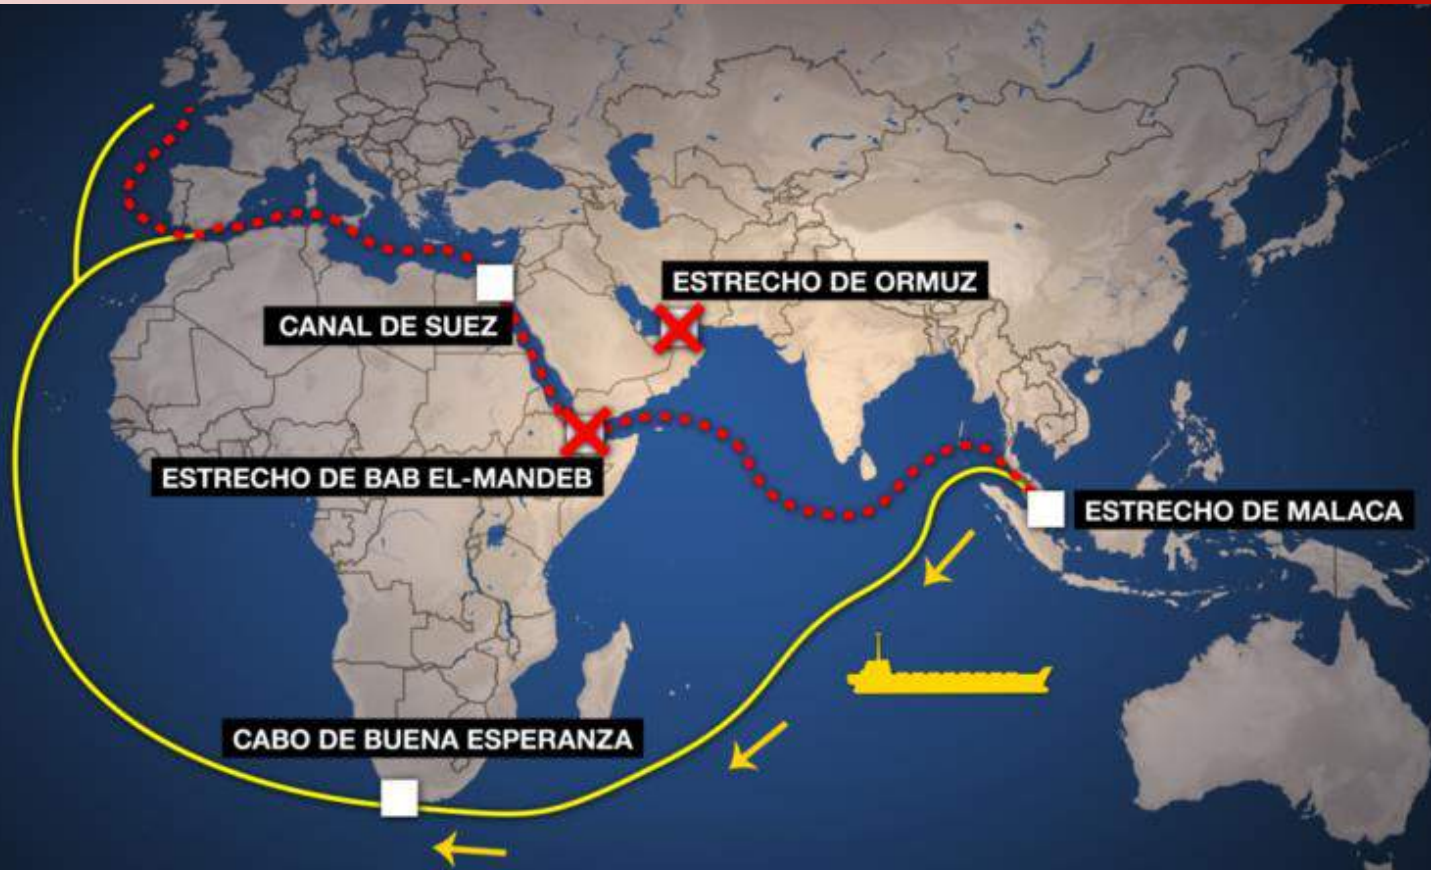 ESTRECHO DE ORMUZ
CANAL DE SUEZ
ESTRECHO DE BAB EL-MANDEB
ESTRECHO DE MALACA
CABO DE BUENA ESPERANZA